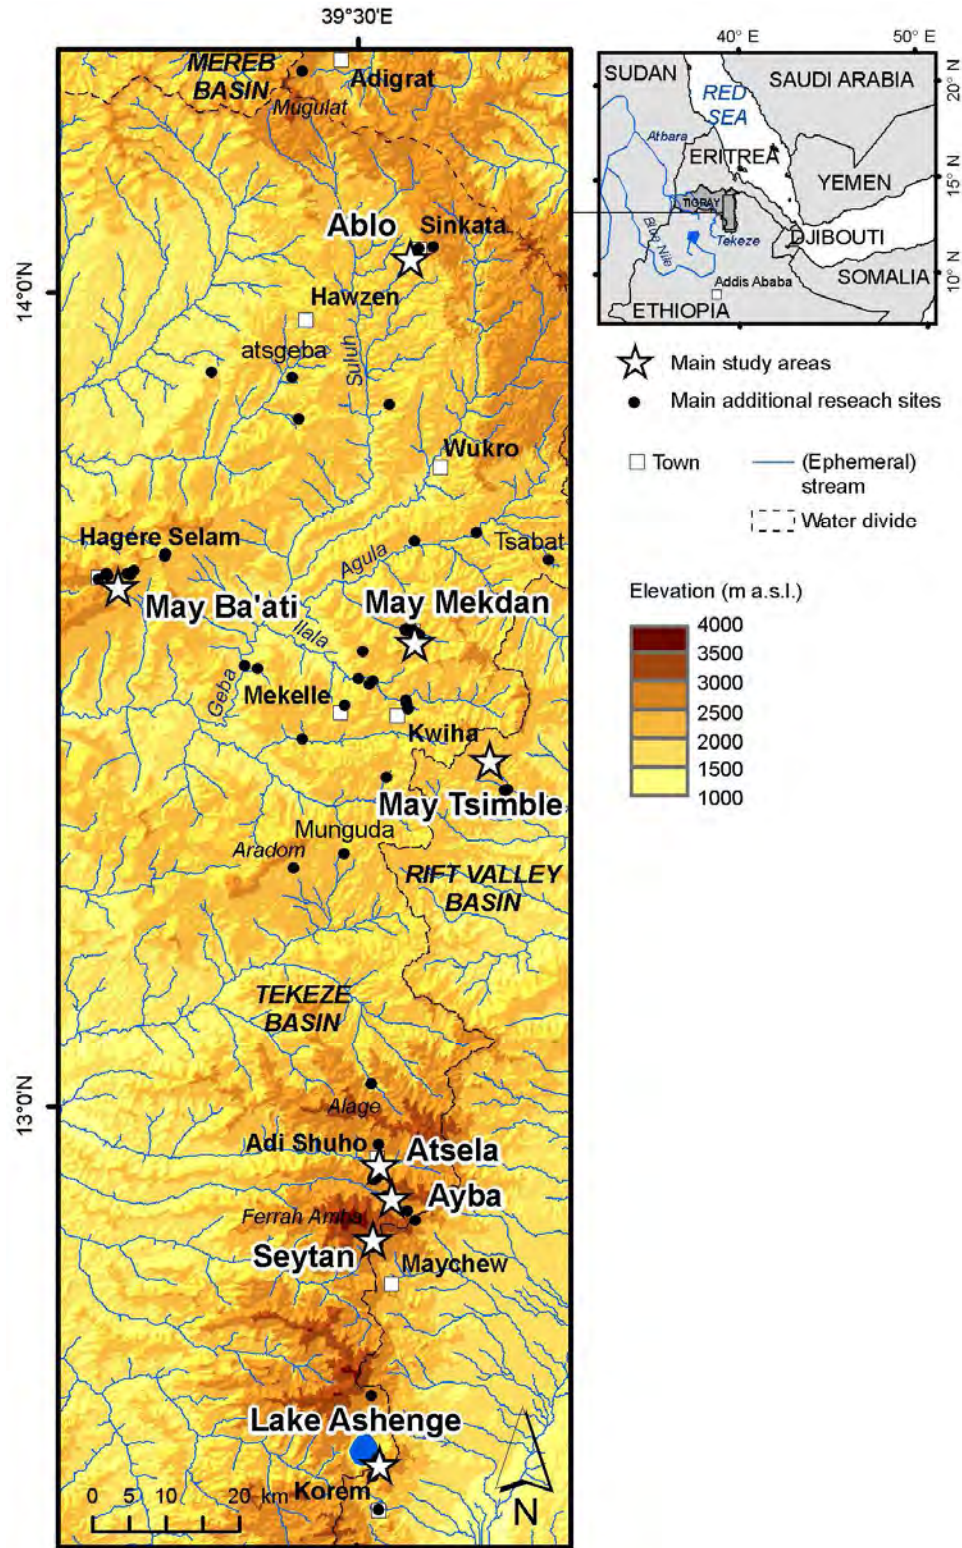 39°30'E
MEREB
BASIN
Adigrat
Mugulat
Ablo
Sinkata
14°0'N
Hawzen
atsgeba
Suluh
Wukro
Hagere Selam
Agula
Tsabat
May Ba'ati
May Mekdan
Ilala
Geba
Mekelle
Kwiha
May Tsimble
Munguda
Aradom
RIFT VALLEY
BASIN
TEKEZE
BASIN
13°0'N
Alage
Adi Shuho
Atsela
Ayba
Ferrah Amba
Seytan
Maychew
Lake Ashenge
Korem
0 5 10 20 km
N
40° E
50° E
SUDAN
SAUDI ARABIA
20° N
RED
SEA
Atbara
ERITREA
YEMEN
15° N
TIGRAY
Blue Nile
Tekeze
DJIBOUTI
SOMALIA
10° N
Addis Ababa
ETHIOPIA
Main study areas
Main additional reseach sites
Town
(Ephemeral)
stream
Water divide
Elevation (m a.s.l.)
4000
3500
3000
2500
2000
1500
1000